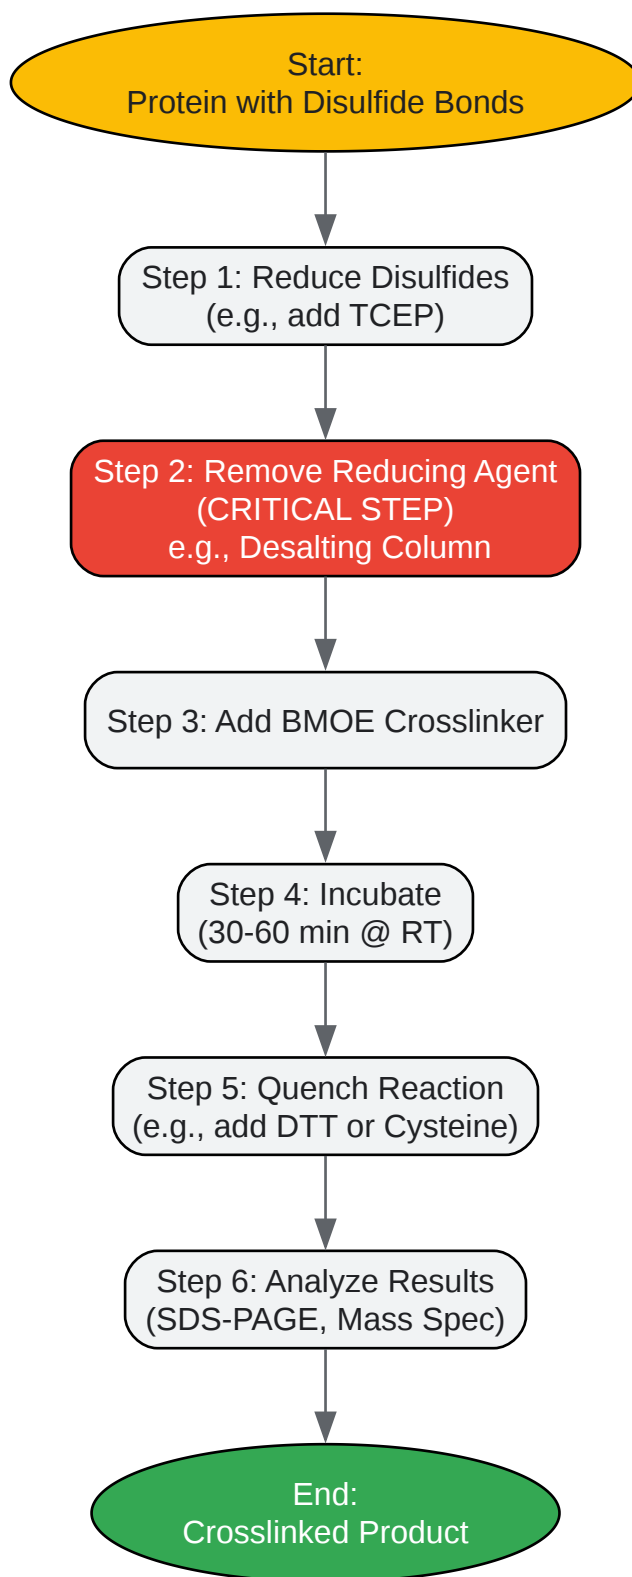 Start:
Protein with Disulfide Bonds
Step 1: Reduce Disulfides
(e.g., add TCEP)
Step 2: Remove Reducing Agent
(CRITICAL STEP)
e.g., Desalting Column
Step 3: Add BMOE Crosslinker
Step 4: Incubate
(30-60 min @ RT)
Step 5: Quench Reaction
(e.g., add DTT or Cysteine)
Step 6: Analyze Results
(SDS-PAGE, Mass Spec)
End:
Crosslinked Product